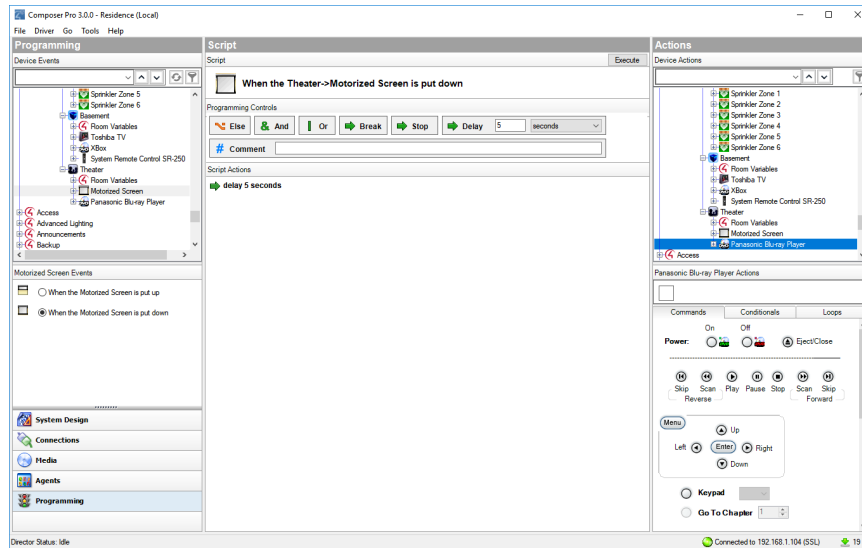 Composer Pro 3.0.0 - Residence (Local)
File Driver Go Tools Help
Programming
Device Events
Sprinkler Zone 5
Sprinkler Zone 6
Basement
Room Variables
Toshiba TV
XBox
System Remote Control SR-250
Theater
Room Variables
Motorized Screen
Panasonic Blu-ray Player
Access
Advanced Lighting
Announcements
Backup
Motorized Screen Events
When the Motorized Screen is put up
When the Motorized Screen is put down
System Design
Connections
Media
Agents
Programming
Script
Script Execute
When the Theater->Motorized Screen is put down
Programming Controls
Else & And Or Break Stop Delay 5 seconds
# Comment
Script Actions
delay 5 seconds
Actions
Device Actions
Sprinkler Zone 1
Sprinkler Zone 2
Sprinkler Zone 3
Sprinkler Zone 4
Sprinkler Zone 5
Sprinkler Zone 6
Basement
Room Variables
Toshiba TV
XBox
System Remote Control SR-250
Theater
Room Variables
Motorized Screen
Panasonic Blu-ray Player
Access
Panasonic Blu-ray Player Actions
Commands Conditionals Loops
On Off
Power: Eject/Close
Skip Scan Play Pause Stop Scan Skip
Reverse Forward
Menu
Up
Left Enter Right
Down
Keypad
Go To Chapter 1
Director Status: Idle
Connected to 192.168.1.104 (SSL) 19